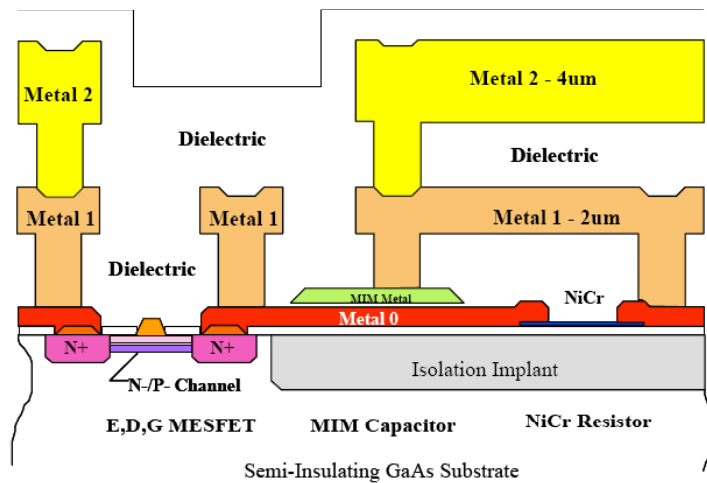 Metal 2
Metal 2 - 4um
Dielectric
Dielectric
Metal 1
Metal 1
Metal 1 - 2um
Dielectric
MIM Metal
NiCr
Metal 0
N+
N+
Isolation Implant
N-/P- Channel
E,D,G MESFET
MIM Capacitor
NiCr Resistor
Semi-Insulating GaAs Substrate